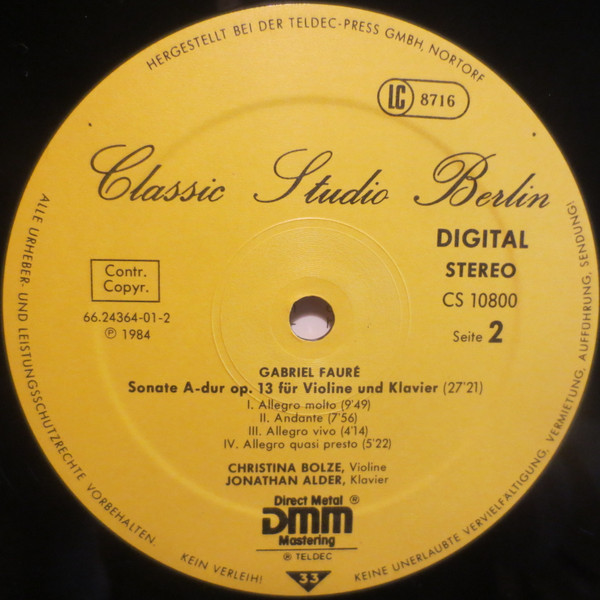 HERGESTELLT BEI DER TELDEC-PRESS GMBH, NORTORF
LC 8716
Classic Studio Berlin
DIGITAL
STEREO
CS 10800
Seite 2
Contr.
Copyr.
66.24364-01-2
Ⓟ 1984
GABRIEL FAURÉ
Sonate A-dur op. 13 für Violine und Klavier (27'21)
I. Allegro molto (9'49)
II. Andante (7'56)
III. Allegro vivo (4'14)
IV. Allegro quasi presto (5'22)
CHRISTINA BOLZE, Violine
JONATHAN ALDER, Klavier
Direct Metal ®
DMM
Mastering
® TELDEC
33
ALLE URHEBER- UND LEISTUNGSSCHUTZRECHTE VORBEHALTEN.
KEIN VERLEIH!
KEINE UNERLAUBTE VERVIELFÄLTIGUNG, VERMIETUNG, AUFFÜHRUNG, SENDUNG!